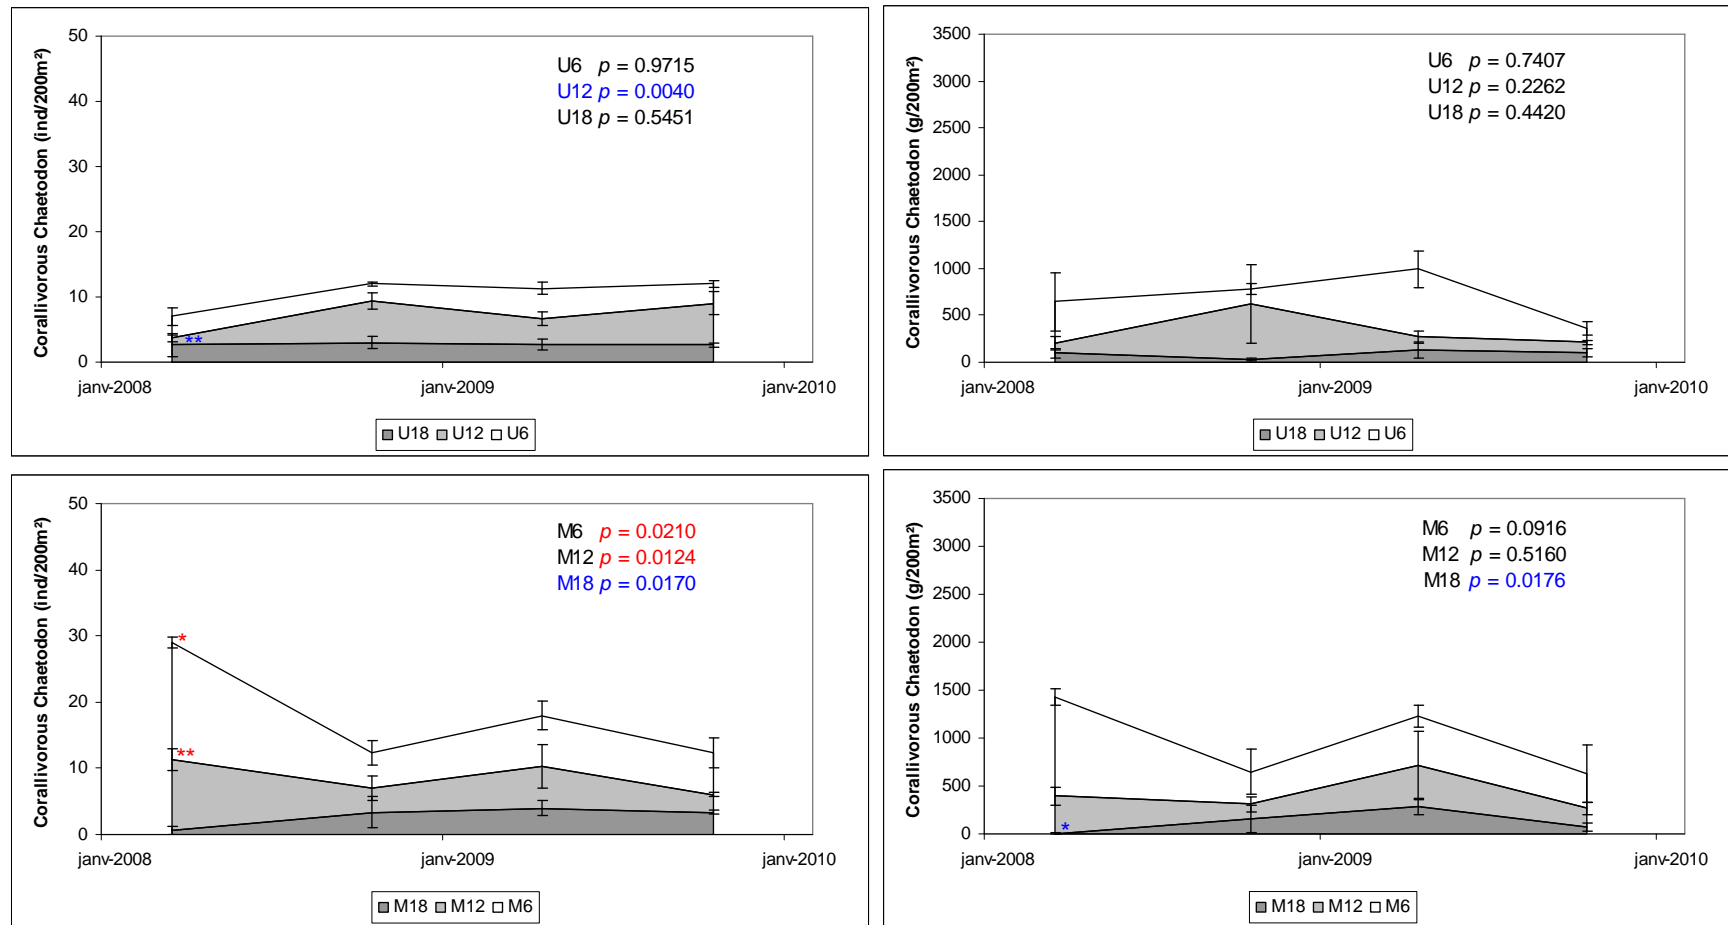 Corallivorous Chaetodon (ind/200m²)
50
40
30
20
10
0
U6 p = 0.9715
U12 p = 0.0040
U18 p = 0.5451
**
janv-2008 janv-2009 janv-2010
U18 U12 U6
Corallivorous Chaetodon (g/200m²)
3500
3000
2500
2000
1500
1000
500
0
U6 p = 0.7407
U12 p = 0.2262
U18 p = 0.4420
janv-2008 janv-2009 janv-2010
U18 U12 U6
Corallivorous Chaetodon (ind/200m²)
50
40
30
20
10
0
M6 p = 0.0210
M12 p = 0.0124
M18 p = 0.0170
*
**
janv-2008 janv-2009 janv-2010
M18 M12 M6
Corallivorous Chaetodon (g/200m²)
3500
3000
2500
2000
1500
1000
500
0
M6 p = 0.0916
M12 p = 0.5160
M18 p = 0.0176
*
janv-2008 janv-2009 janv-2010
M18 M12 M6